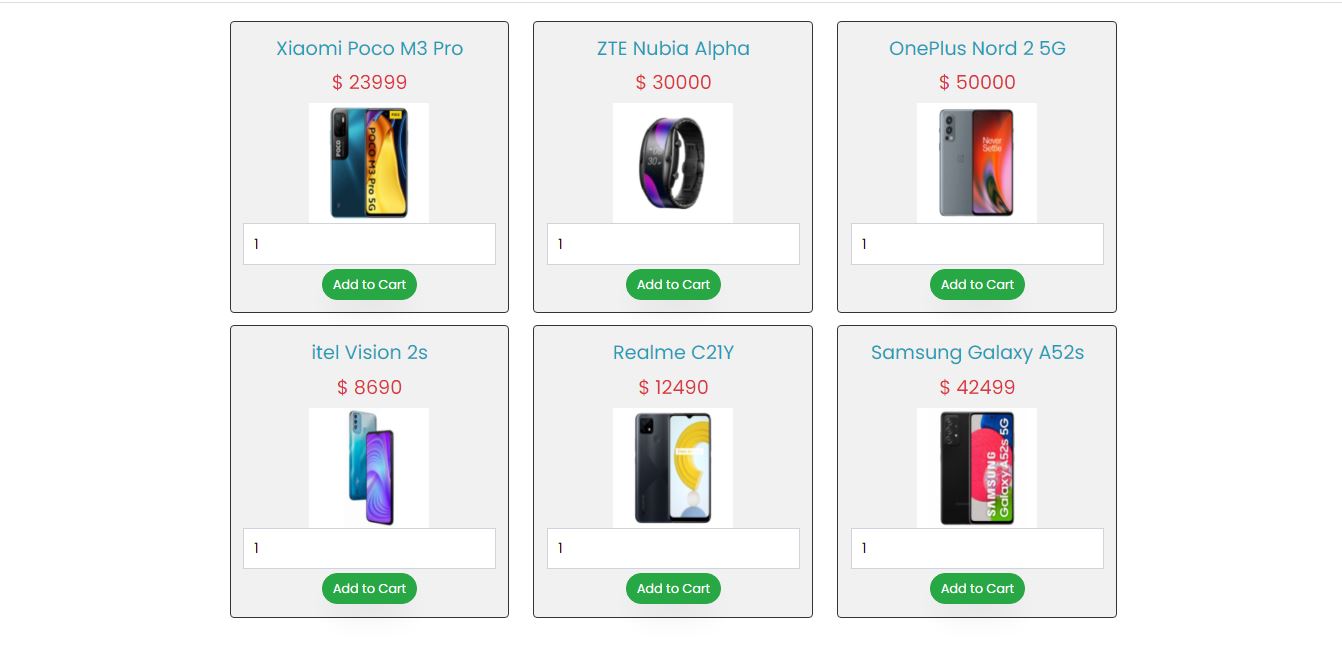 Xiaomi Poco M3 Pro
$ 23999
POCO
POCO M3 Pro 5G
1
Add to Cart
ZTE Nubia Alpha
$ 30000
30
1
Add to Cart
OnePlus Nord 2 5G
$ 50000
Never
Settle
1
Add to Cart
itel Vision 2s
$ 8690
1
Add to Cart
Realme C21Y
$ 12490
1
Add to Cart
Samsung Galaxy A52s
$ 42499
SAMSUNG
Galaxy A52s 5G
1
Add to Cart